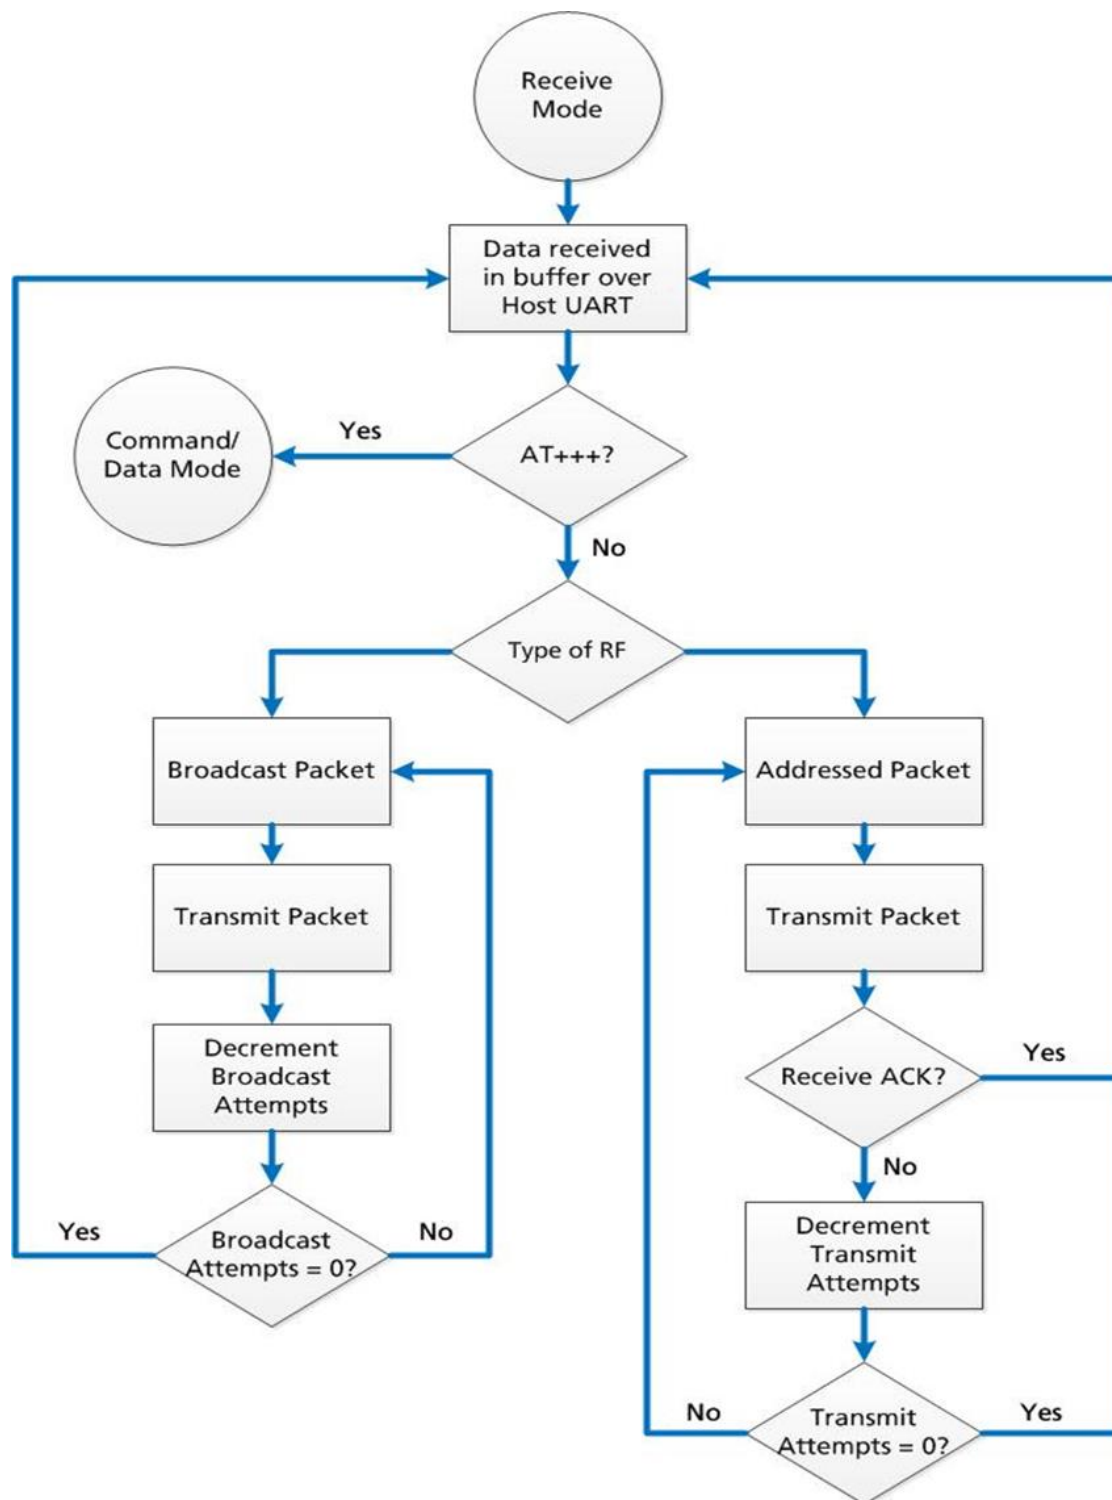 Receive
Mode
Data received
in buffer over
Host UART
Yes
Command/
Data Mode
AT+++?
No
Type of RF
Broadcast Packet
Addressed Packet
Transmit Packet
Transmit Packet
Decrement
Broadcast
Attempts
Receive ACK?
Yes
No
Yes
Broadcast
Attempts = 0?
No
Decrement
Transmit
Attempts
No
Transmit
Attempts = 0?
Yes